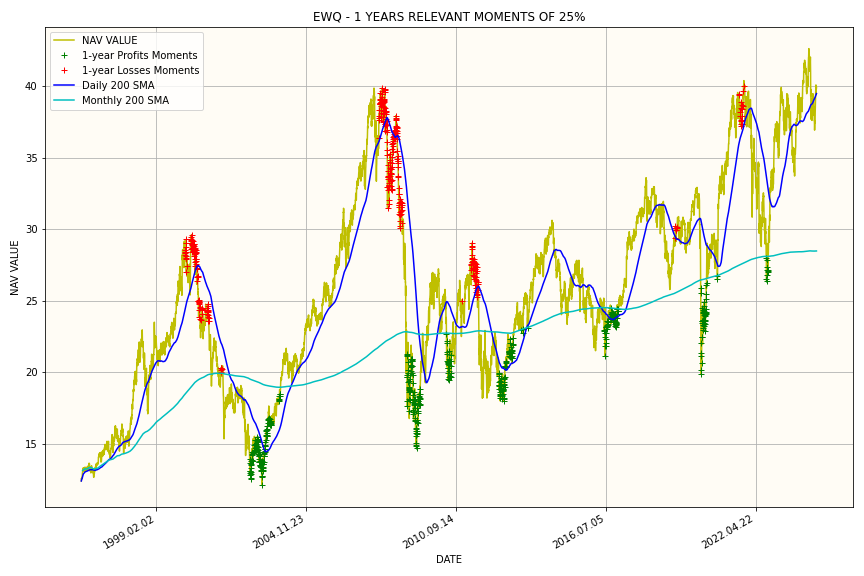 EWQ - 1 YEARS RELEVANT MOMENTS OF 25%
NAV VALUE
1-year Profits Moments
1-year Losses Moments
Daily 200 SMA
Monthly 200 SMA
40
35
30
25
20
15
NAV VALUE
1999.02.02
2004.11.23
2010.09.14
2016.07.05
2022.04.22
DATE